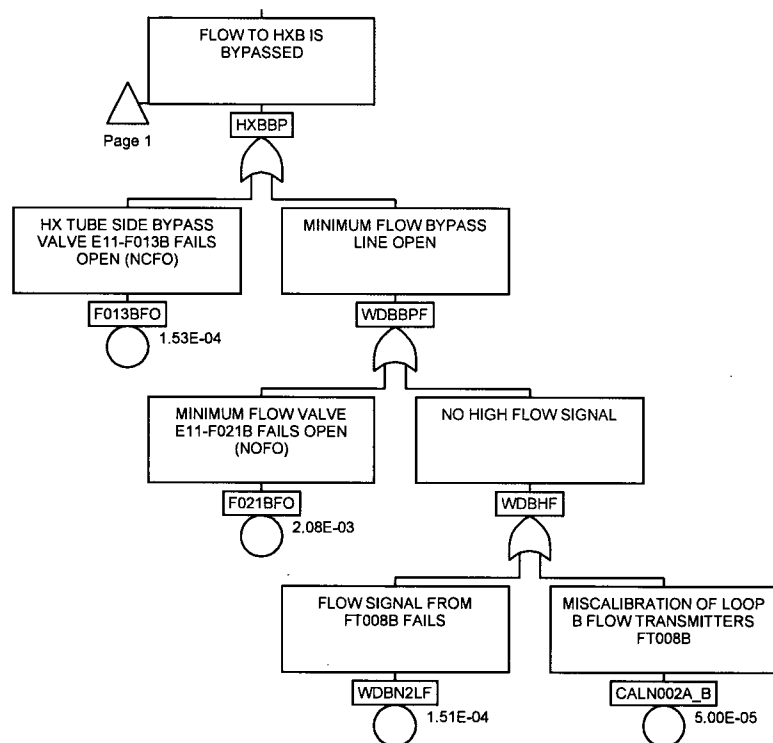 FLOW TO HXB IS
BYPASSED
Page 1
HXBBP
HX TUBE SIDE BYPASS
VALVE E11-F013B FAILS
OPEN (NCFO)
MINIMUM FLOW BYPASS
LINE OPEN
F013BFO
1.53E-04
WDBBPF
MINIMUM FLOW VALVE
E11-F021B FAILS OPEN
(NOFO)
NO HIGH FLOW SIGNAL
F021BFO
2.08E-03
WDBHF
FLOW SIGNAL FROM
FT008B FAILS
MISCALIBRATION OF LOOP
B FLOW TRANSMITTERS
FT008B
WDBN2LF
1.51E-04
CALN002A_B
5.00E-05